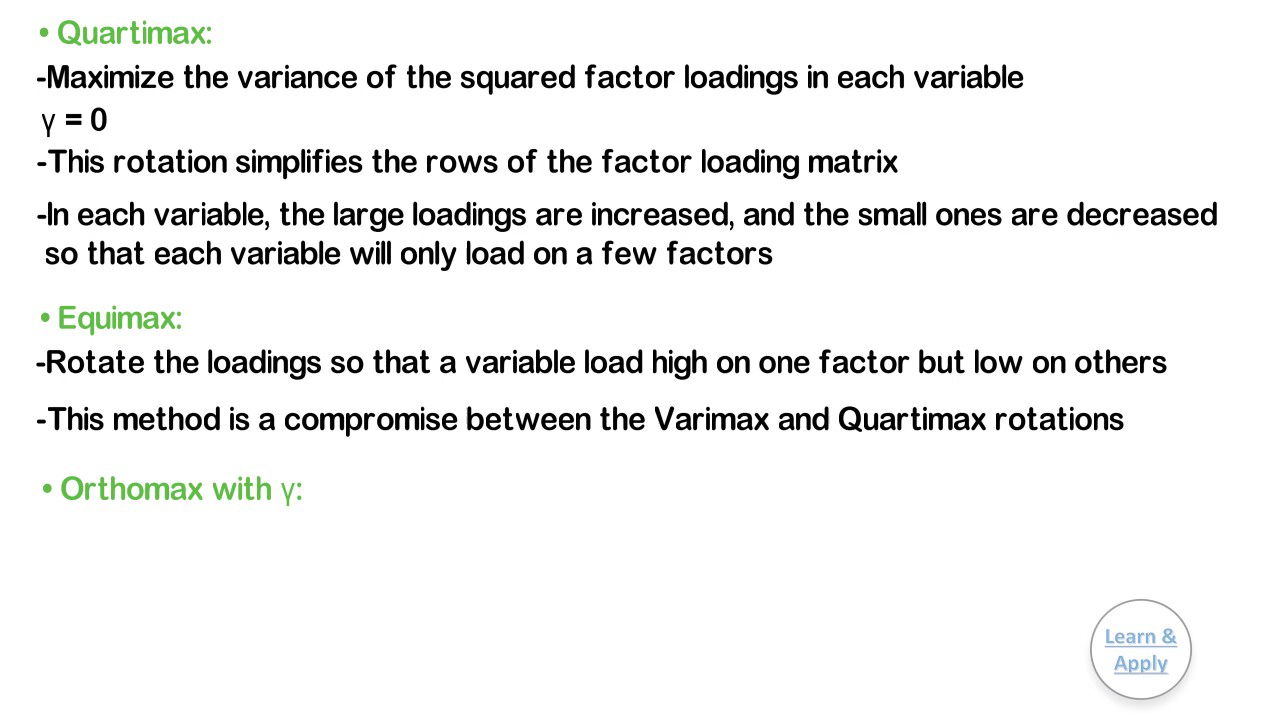 • Quartimax:
-Maximize the variance of the squared factor loadings in each variable
γ = 0
-This rotation simplifies the rows of the factor loading matrix
-In each variable, the large loadings are increased, and the small ones are decreased
so that each variable will only load on a few factors
• Equimax:
-Rotate the loadings so that a variable load high on one factor but low on others
-This method is a compromise between the Varimax and Quartimax rotations
• Orthomax with γ:
Learn &
Apply